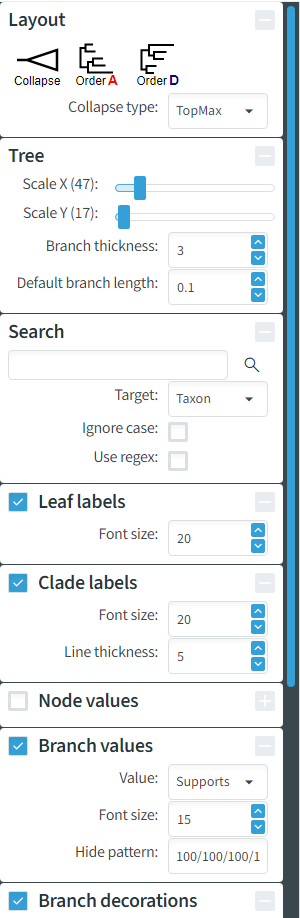 Layout
Collapse Order A Order D
Collapse type: TopMax
Tree
Scale X (47):
Scale Y (17):
Branch thickness: 3
Default branch length: 0.1
Search
Target: Taxon
Ignore case:
Use regex:
Leaf labels
Font size: 20
Clade labels
Font size: 20
Line thickness: 5
Node values
Branch values
Value: Supports
Font size: 15
Hide pattern: 100/100/100/1
Branch decorations